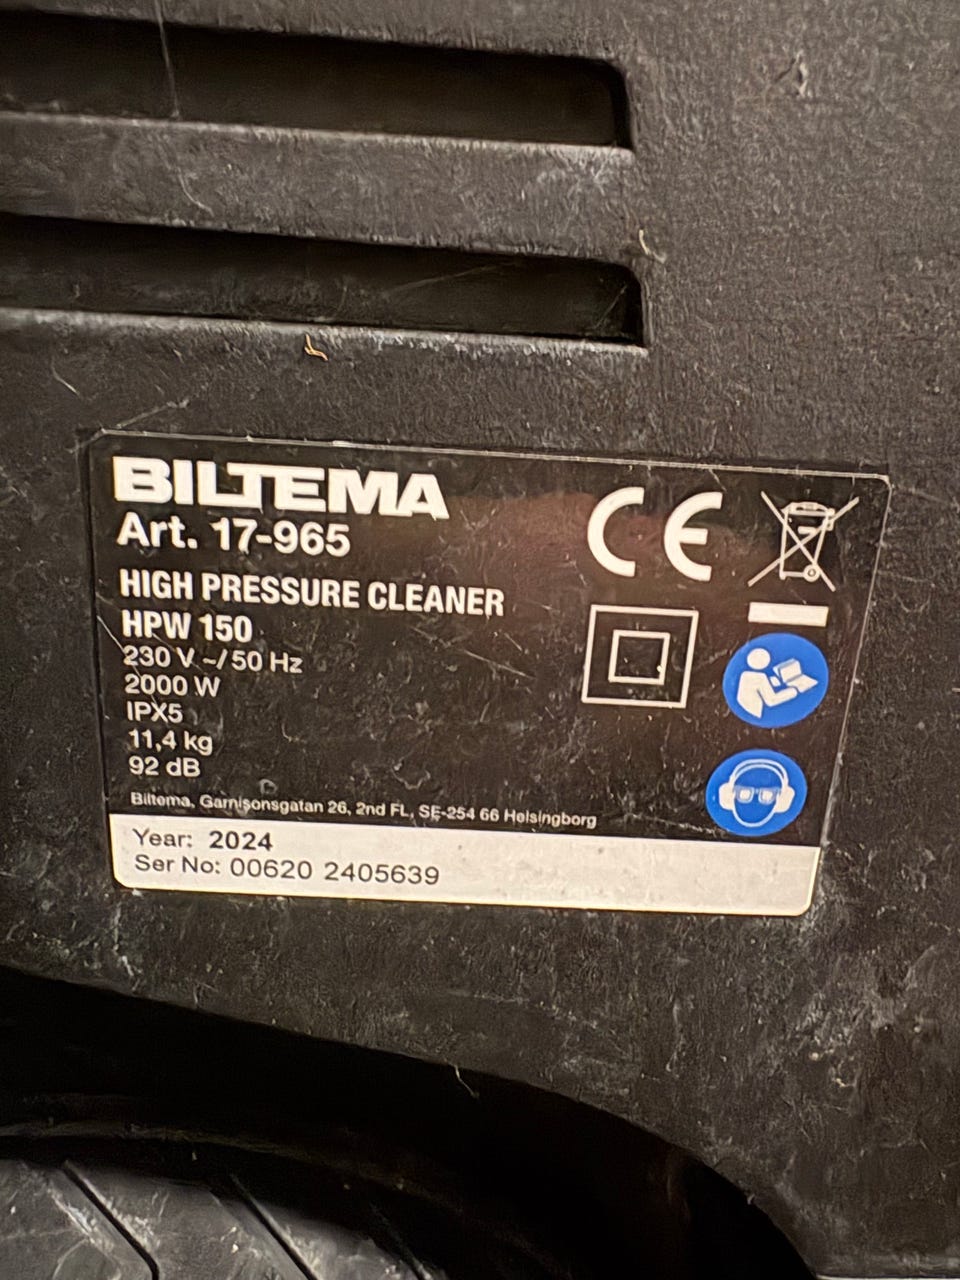 BILTEMA
Art. 17-965
CE
HIGH PRESSURE CLEANER
HPW 150
230 V ~/ 50 Hz
2000 W
IPX5
11,4 kg
92 dB
Biltema, Garnisonsgatan 26, 2nd FL, SE-254 66 Helsingborg
Year: 2024
Ser No: 00620 2405639